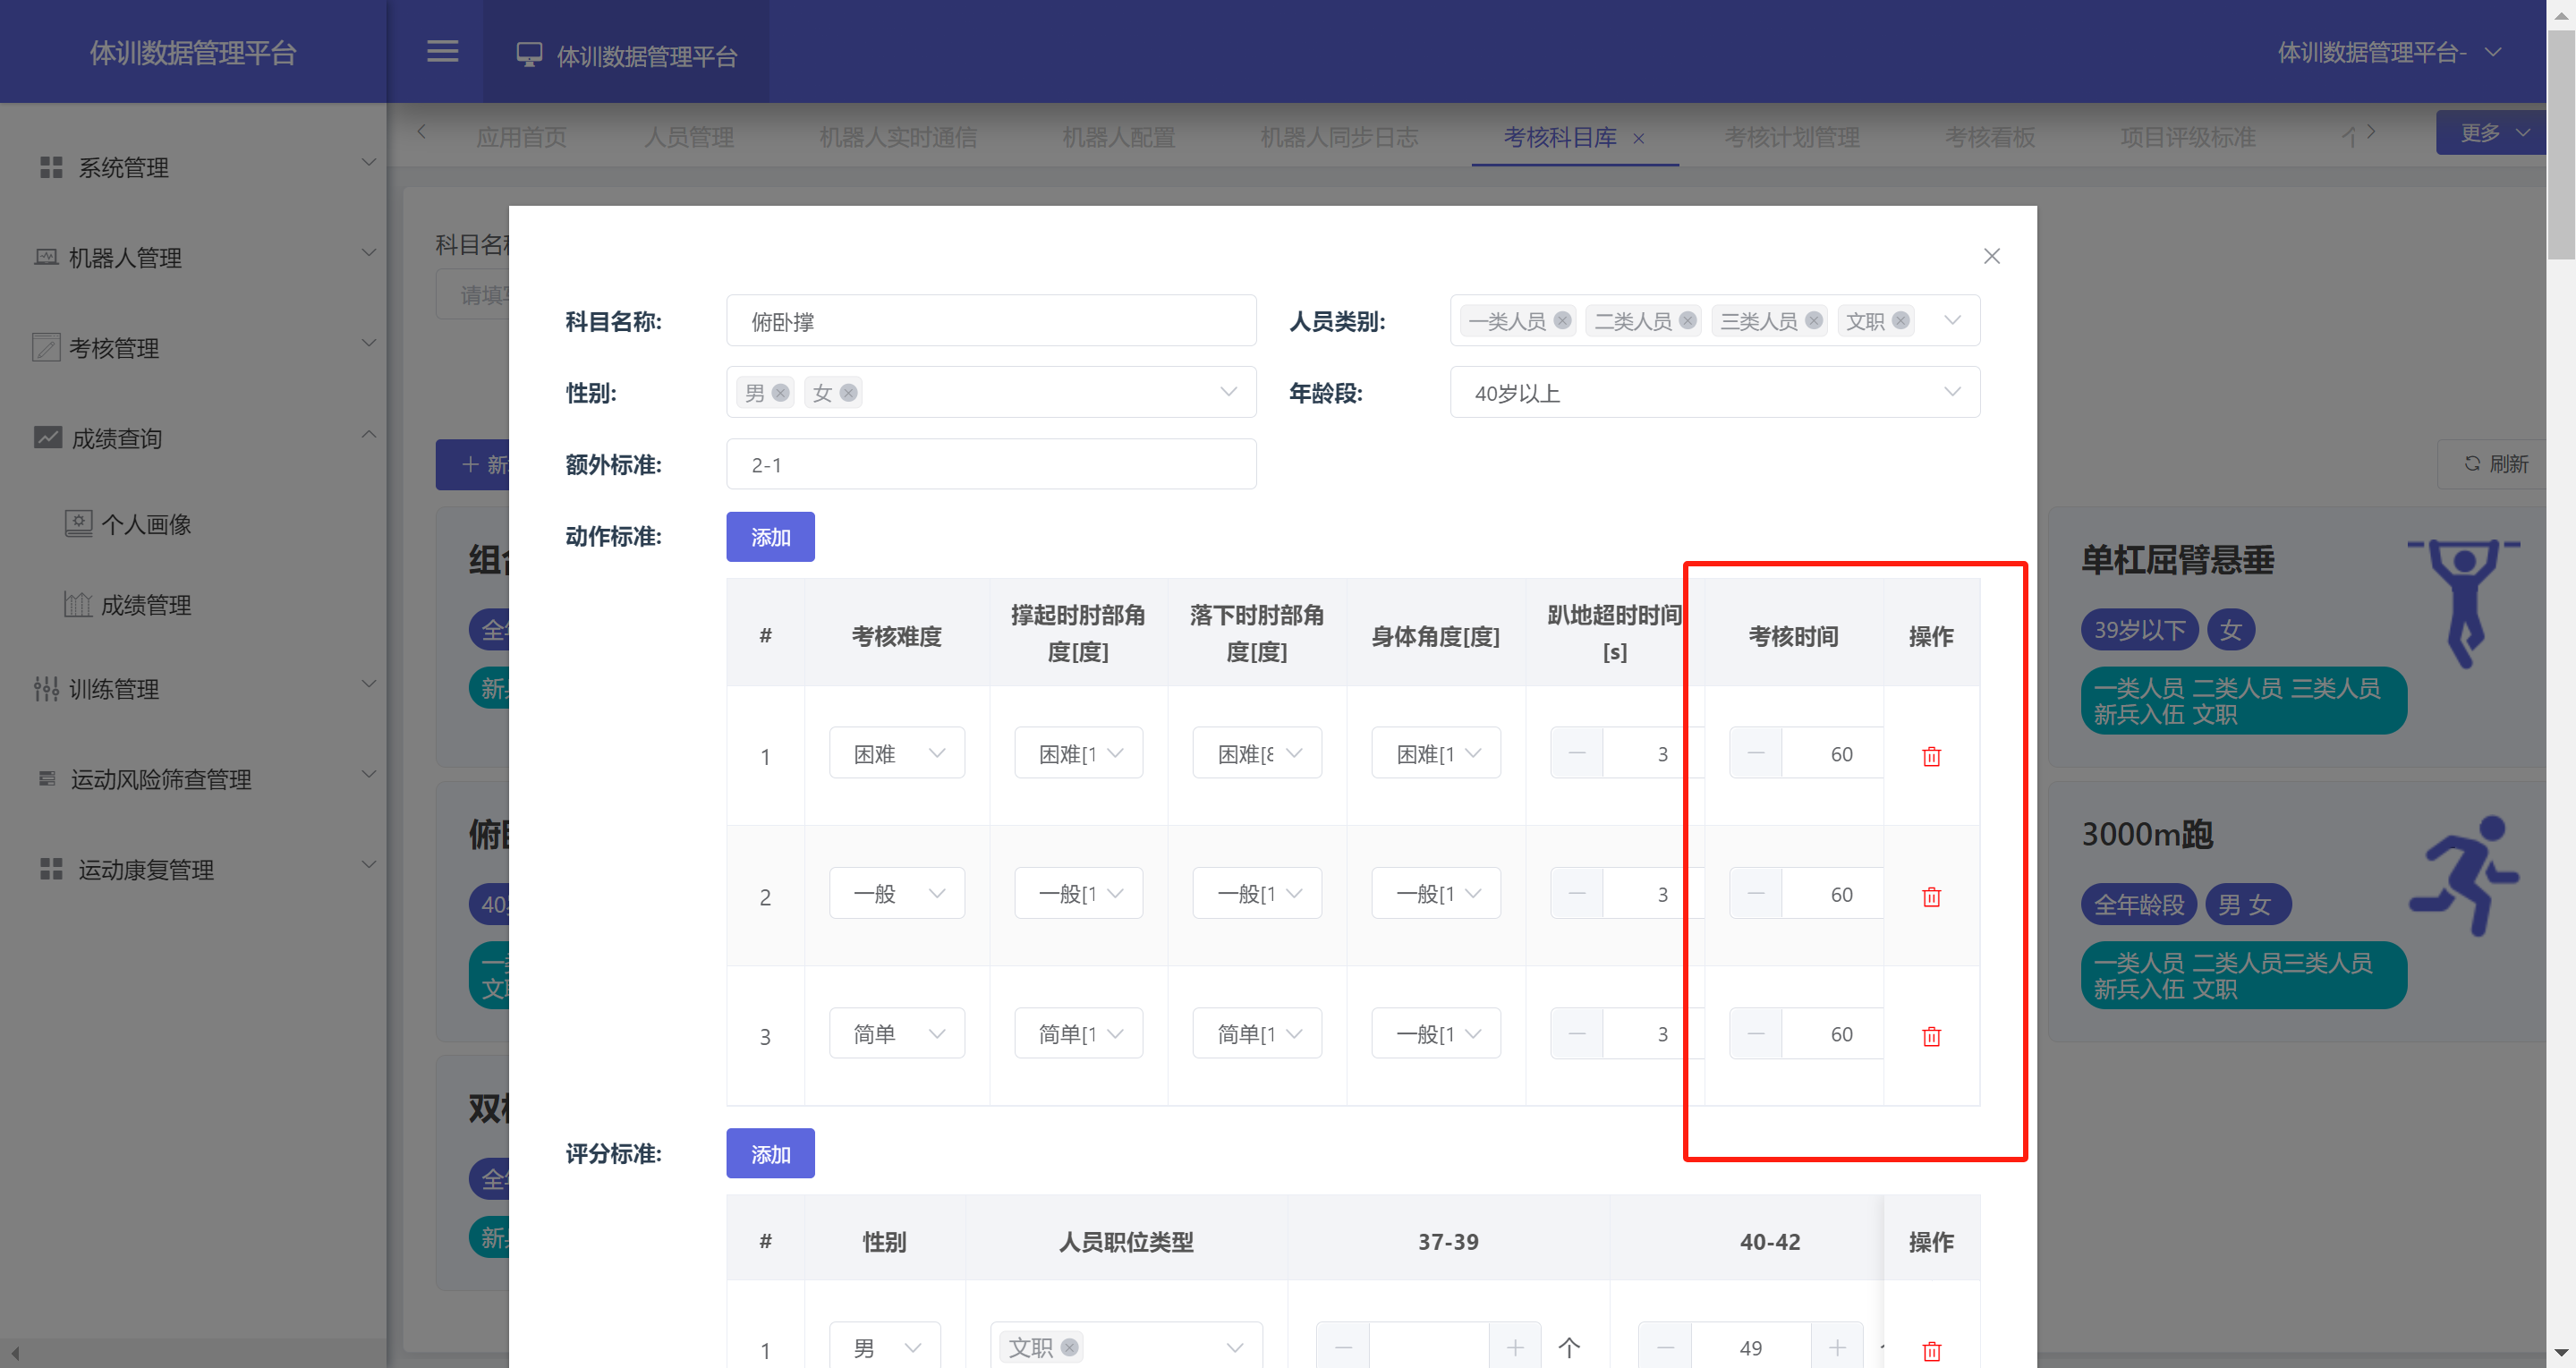 体训数据管理平台
体训数据管理平台
体训数据管理平台-
应用首页 人员管理 机器人实时通信 机器人配置 机器人同步日志 考核科目库 考核计划管理 考核看板 项目评级标准 更多
系统管理
机器人管理
考核管理
成绩查询
个人画像
成绩管理
训练管理
运动风险筛查管理
运动康复管理
科目名
请填
新
刷新
科目名称: 俯卧撑 人员类别: 一类人员 二类人员 三类人员 文职
性别: 男 女 年龄段: 40岁以上
额外标准: 2-1
动作标准: 添加
# 考核难度 撑起时肘部角度[度] 落下时肘部角度[度] 身体角度[度] 趴地超时时间[s] 考核时间 操作
1 困难 困难[1 困难[8 困难[1 3 60
2 一般 一般[1 一般[1 一般[1 3 60
3 简单 简单[1 简单[1 一般[1 3 60
评分标准: 添加
# 性别 人员职位类型 37-39 40-42 操作
1 男 文职 个 49
组
全
新
俯
40
一
文
双
全
新
单杠屈臂悬垂
39岁以下 女
一类人员 二类人员 三类人员
新兵入伍 文职
3000m跑
全年龄段 男 女
一类人员 二类人员三类人员
新兵入伍 文职